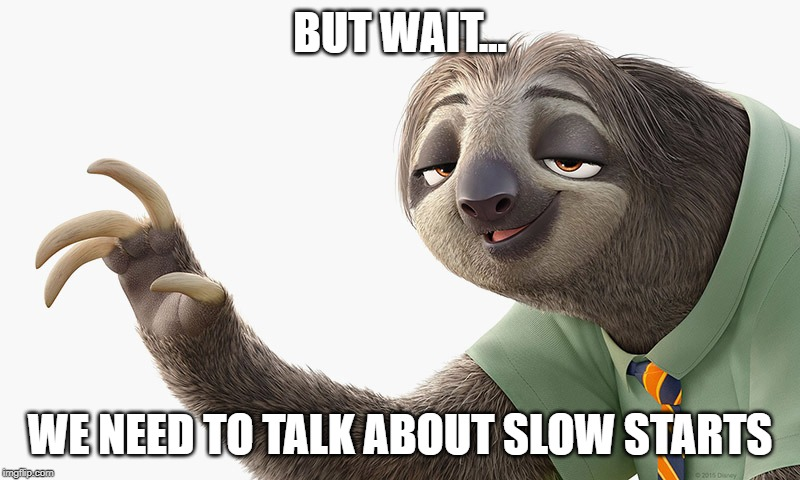 BUT WAIT...
WE NEED TO TALK ABOUT SLOW STARTS
imgflip.com
© 2015 Disney